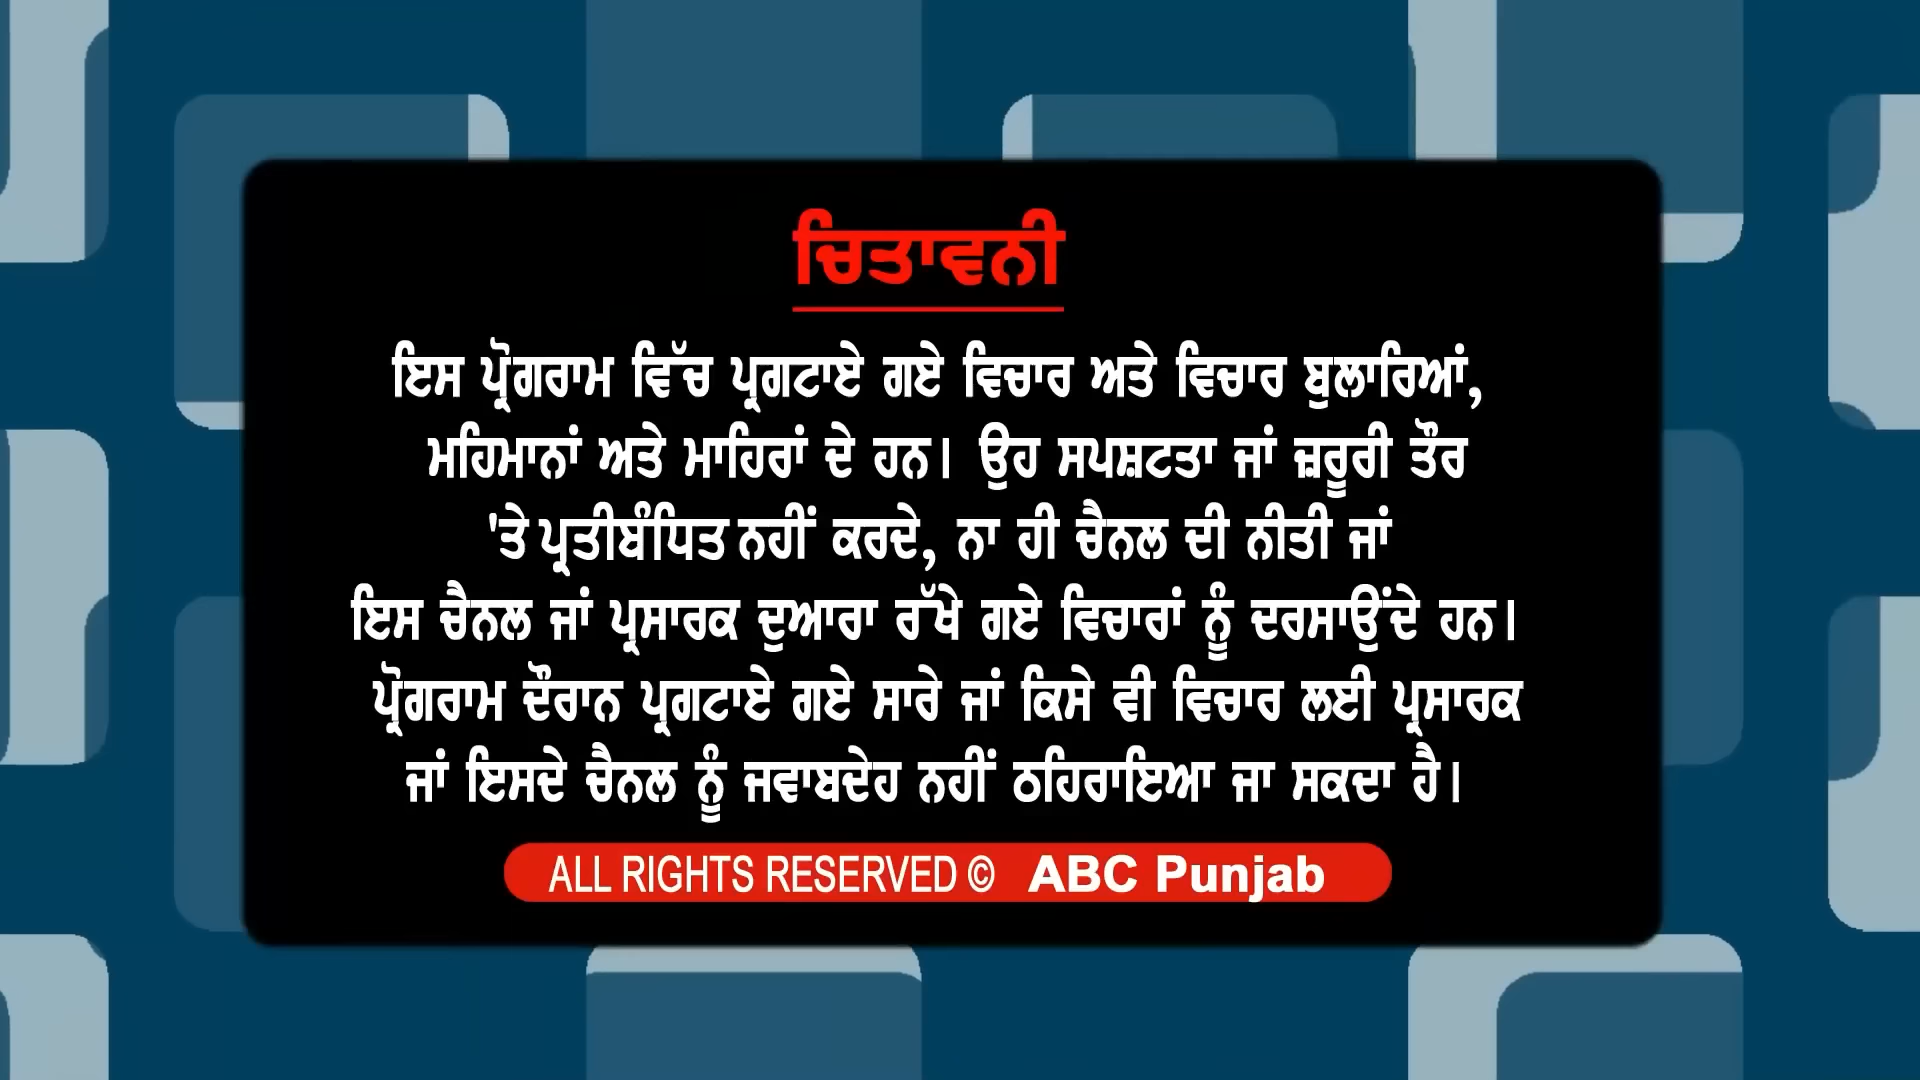 ਚਿਤਾਵਨੀ
ਇਸ ਪ੍ਰੋਗਰਾਮ ਵਿੱਚ ਪ੍ਰਗਟਾਏ ਗਏ ਵਿਚਾਰ ਅਤੇ ਵਿਚਾਰ ਬੁਲਾਰਿਆਂ,
ਮਹਿਮਾਨਾਂ ਅਤੇ ਮਾਹਿਰਾਂ ਦੇ ਹਨ। ਉਹ ਸਪਸ਼ਟਤਾ ਜਾਂ ਜ਼ਰੂਰੀ ਤੌਰ
'ਤੇ ਪ੍ਰਤੀਬੰਧਿਤ ਨਹੀਂ ਕਰਦੇ, ਨਾ ਹੀ ਚੈਨਲ ਦੀ ਨੀਤੀ ਜਾਂ
ਇਸ ਚੈਨਲ ਜਾਂ ਪ੍ਰਸਾਰਕ ਦੁਆਰਾ ਰੱਖੇ ਗਏ ਵਿਚਾਰਾਂ ਨੂੰ ਦਰਸਾਉਂਦੇ ਹਨ।
ਪ੍ਰੋਗਰਾਮ ਦੌਰਾਨ ਪ੍ਰਗਟਾਏ ਗਏ ਸਾਰੇ ਜਾਂ ਕਿਸੇ ਵੀ ਵਿਚਾਰ ਲਈ ਪ੍ਰਸਾਰਕ
ਜਾਂ ਇਸਦੇ ਚੈਨਲ ਨੂੰ ਜਵਾਬਦੇਹ ਨਹੀਂ ਠਹਿਰਾਇਆ ਜਾ ਸਕਦਾ ਹੈ।
ALL RIGHTS RESERVED © ABC Punjab